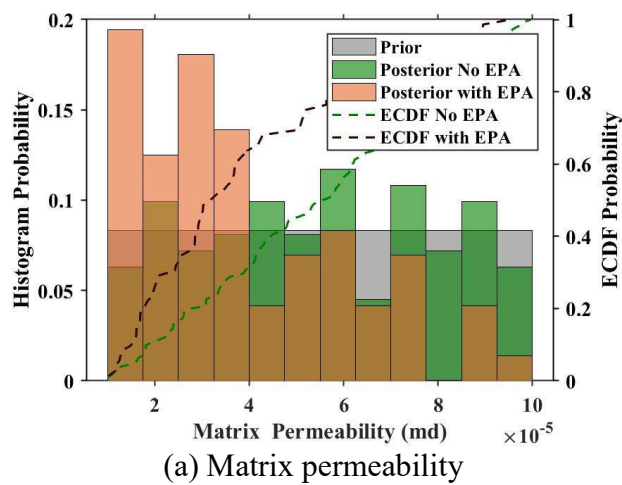 0.2
0.15
0.1
0.05
0
Histogram Probability
1
0.8
0.6
0.4
0.2
0
ECDF Probability
Prior
Posterior No EPA
Posterior with EPA
ECDF No EPA
ECDF with EPA
2 4 6 8 10
Matrix Permeability (md)
×10⁻⁵
(a) Matrix permeability